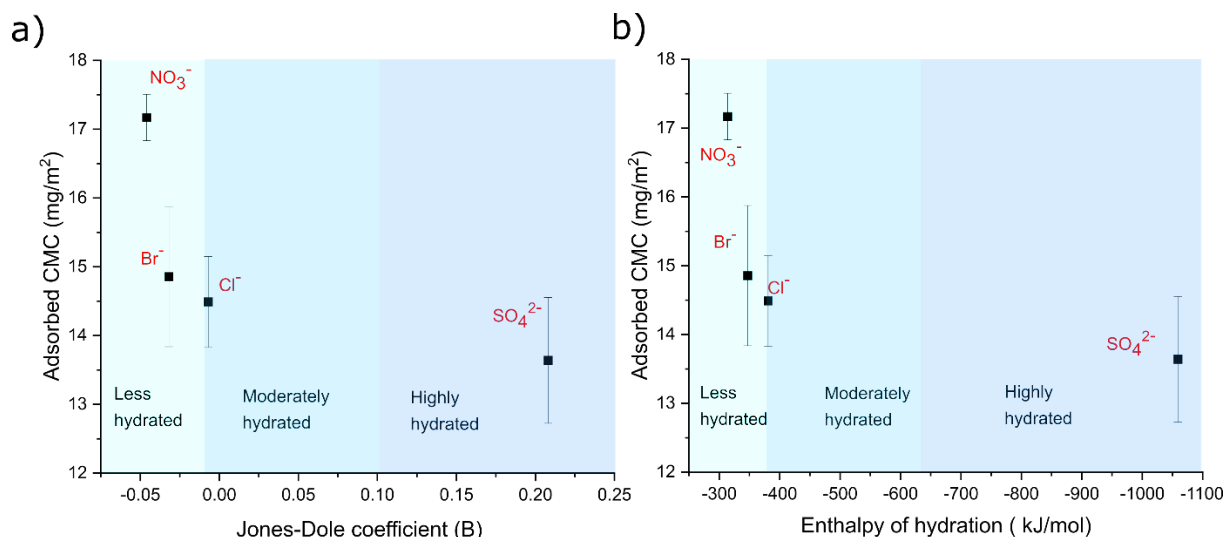 a)
18
17
16
15
14
13
12
Adsorbed CMC (mg/m²)
NO₃⁻
Br⁻
Cl⁻
SO₄²⁻
Less
hydrated
Moderately
hydrated
Highly
hydrated
-0.05 0.00 0.05 0.10 0.15 0.20 0.25
Jones-Dole coefficient (B)
b)
18
17
16
15
14
13
12
Adsorbed CMC (mg/m²)
NO₃⁻
Br⁻
Cl⁻
SO₄²⁻
Less
hydrated
Moderately
hydrated
Highly
hydrated
-300 -400 -500 -600 -700 -800 -900 -1000 -1100
Enthalpy of hydration ( kJ/mol)